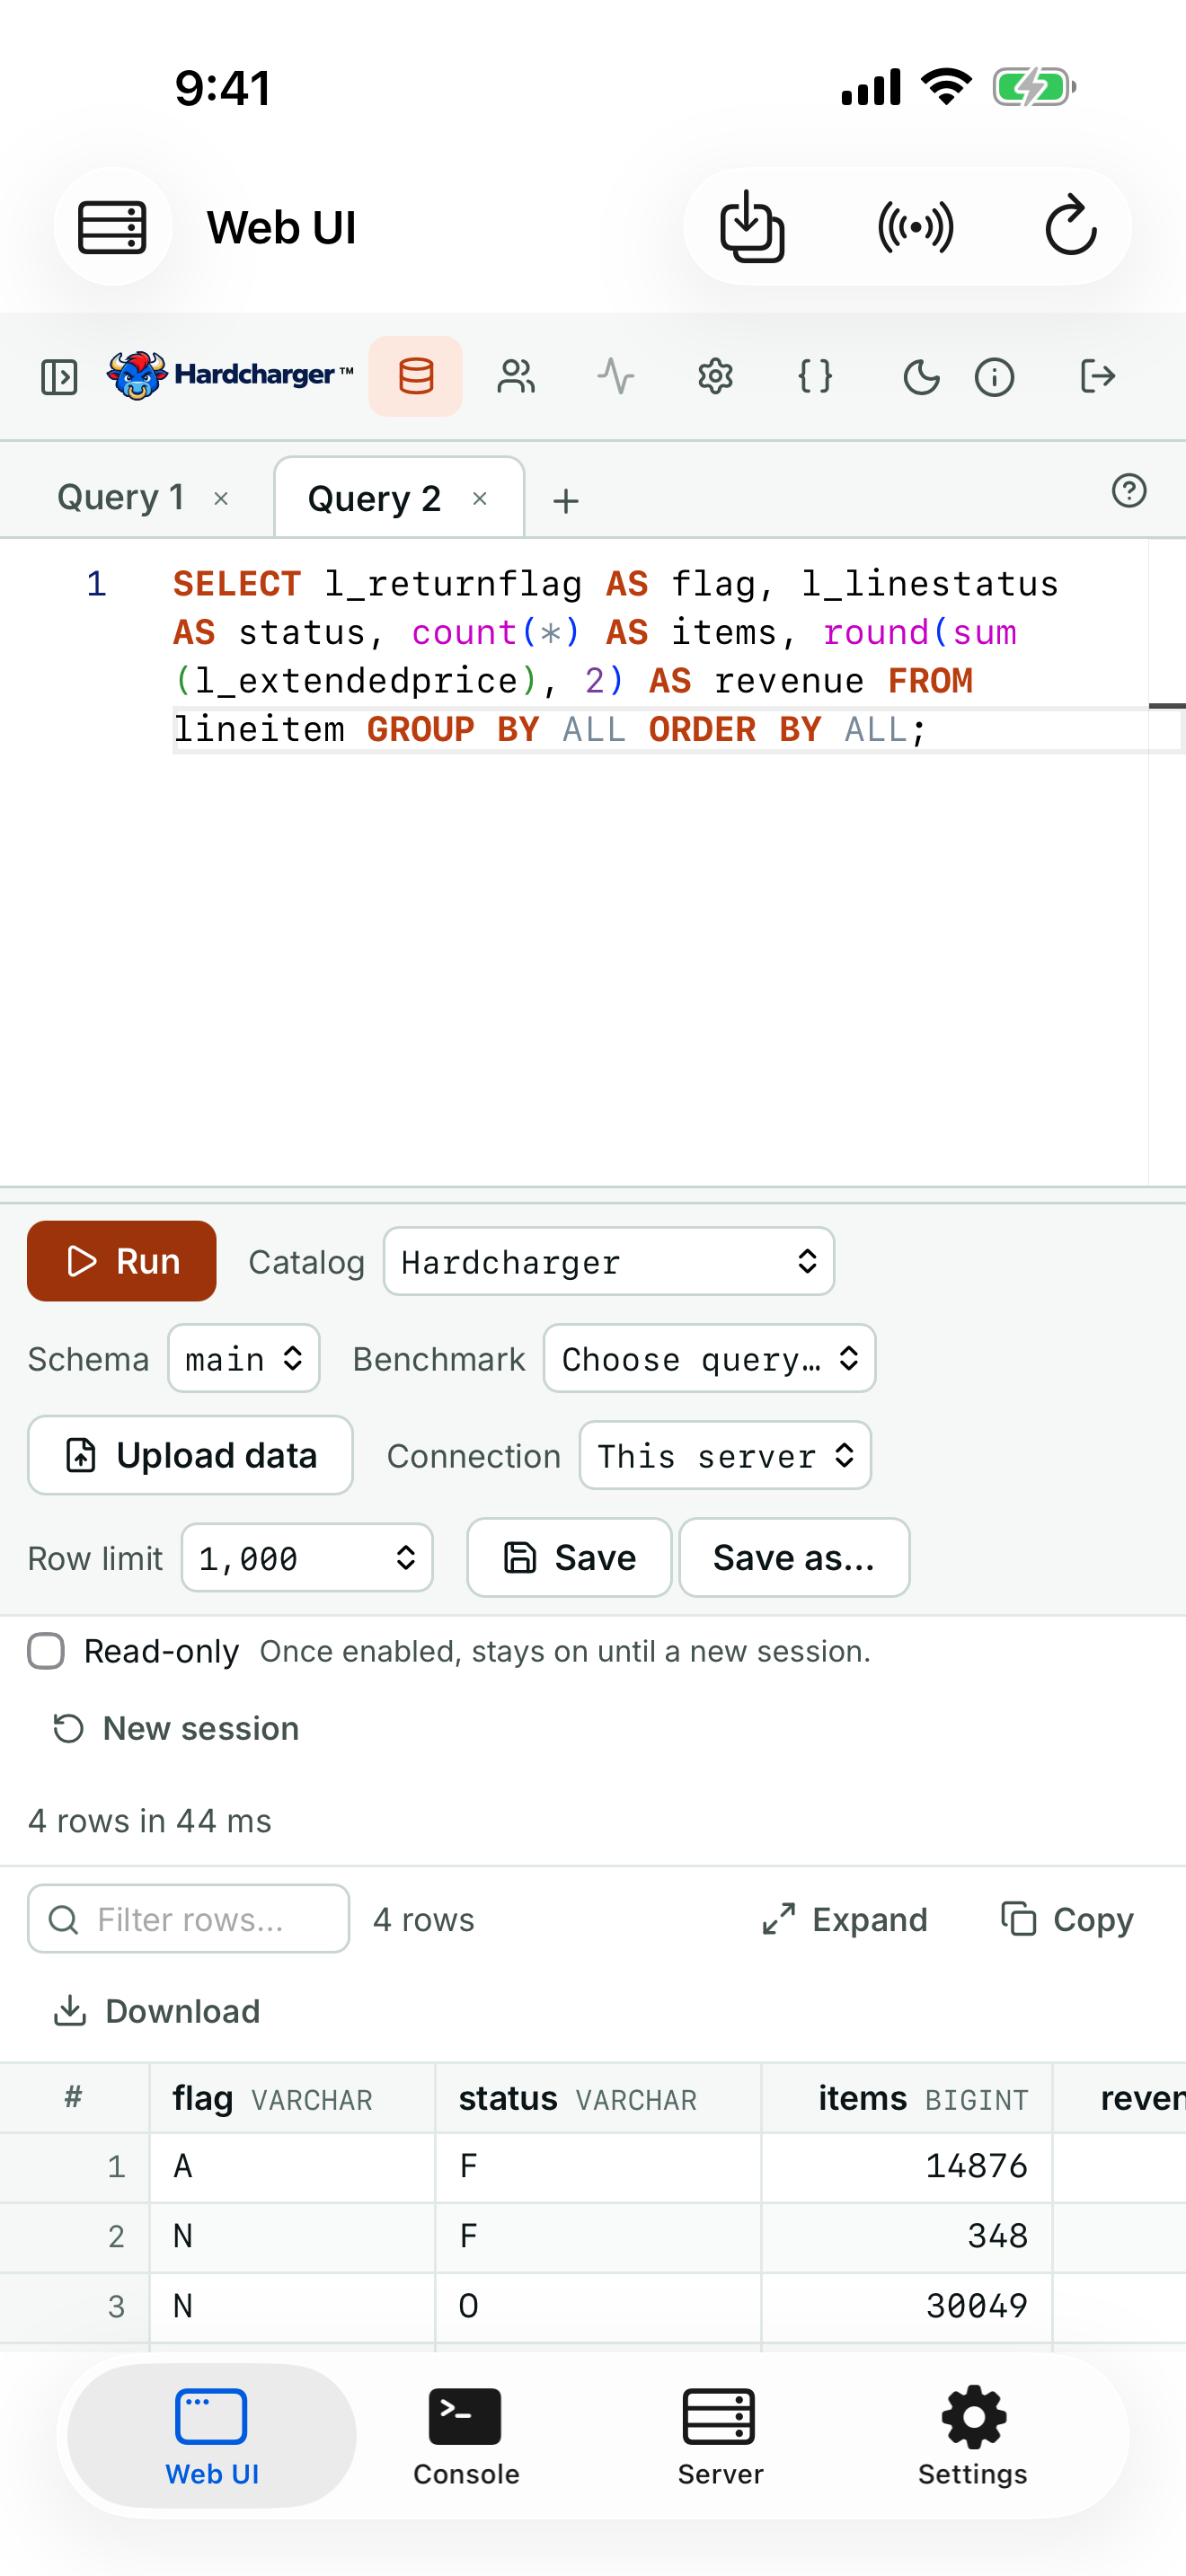 9:41
Web UI
Hardcharger™
Query 1 ×
Query 2 ×
+
1
SELECT l_returnflag AS flag, l_linestatus
AS status, count(*) AS items, round(sum
(l_extendedprice), 2) AS revenue FROM
lineitem GROUP BY ALL ORDER BY ALL;
Run
Catalog
Hardcharger
Schema
main
Benchmark
Choose query…
Upload data
Connection
This server
Row limit
1,000
Save
Save as…
Read-only Once enabled, stays on until a new session.
New session
4 rows in 44 ms
Filter rows…
4 rows
Expand
Copy
Download
# flag VARCHAR status VARCHAR items BIGINT reven
1 A F 14876
2 N F 348
3 N O 30049
Web UI
Console
Server
Settings